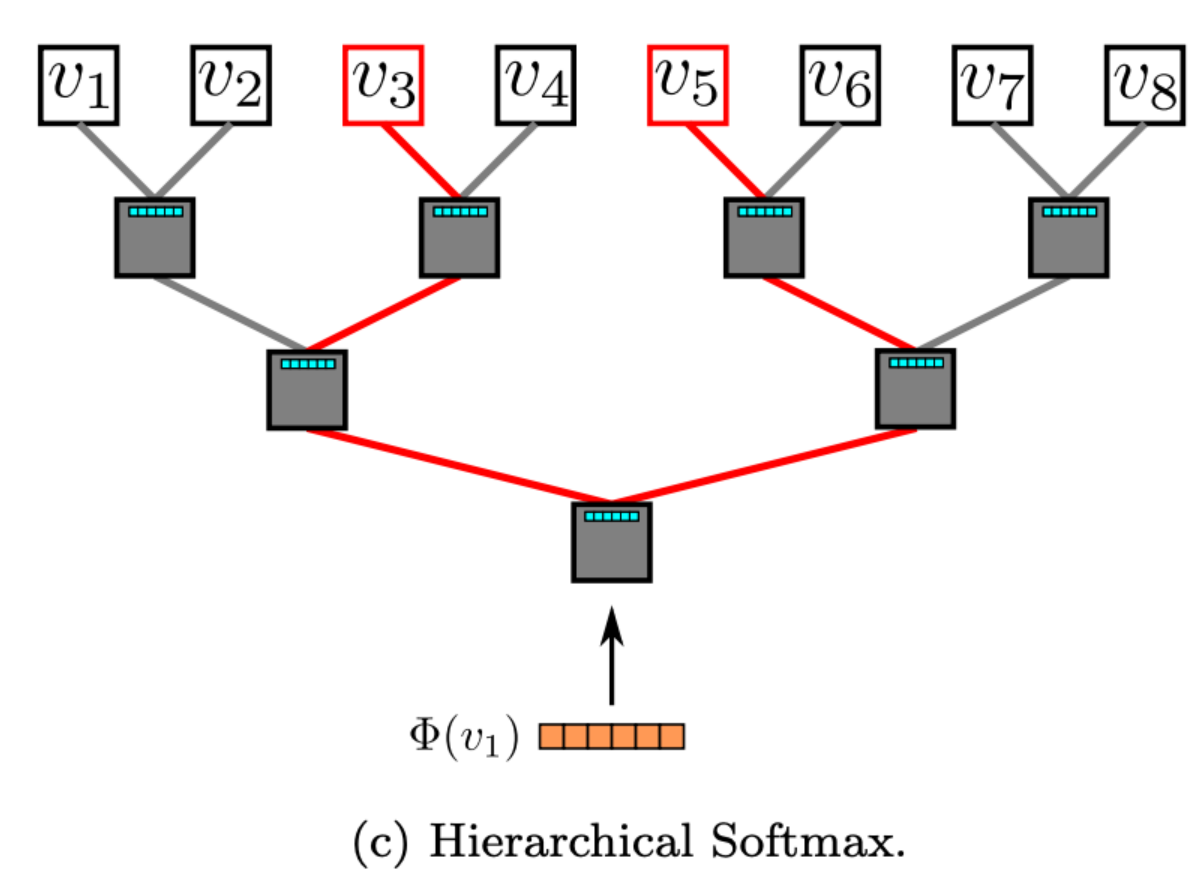 v1 v2 v3 v4 v5 v6 v7 v8
Φ(v1)
(c) Hierarchical Softmax.